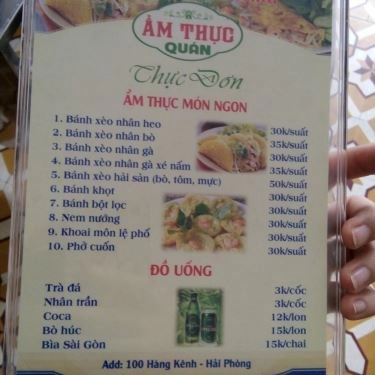 ẨM THỰC
QUÁN
Thực Đơn
ẨM THỰC MÓN NGON
1. Bánh xèo nhân heo 30k/suất
2. Bánh xèo nhân bò 35k/suất
3. Bánh xèo nhân gà 30k/suất
4. Bánh xèo nhân gà xé nấm 35k/suất
5. Bánh xèo hải sản (bò, tôm, mực) 50k/suất
6. Bánh khọt 30k/suất
7. Bánh bột lọc 30k/suất
8. Nem nướng 30k/suất
9. Khoai môn lệ phố 30k/suất
10. Phở cuốn 30k/suất
ĐỒ UỐNG
Trà đá 3k/cốc
Nhân trần 3k/cốc
Coca 12k/lon
Bò húc 15k/lon
Bia Sài Gòn 15k/chai
Add: 100 Hàng Kênh - Hải Phòng